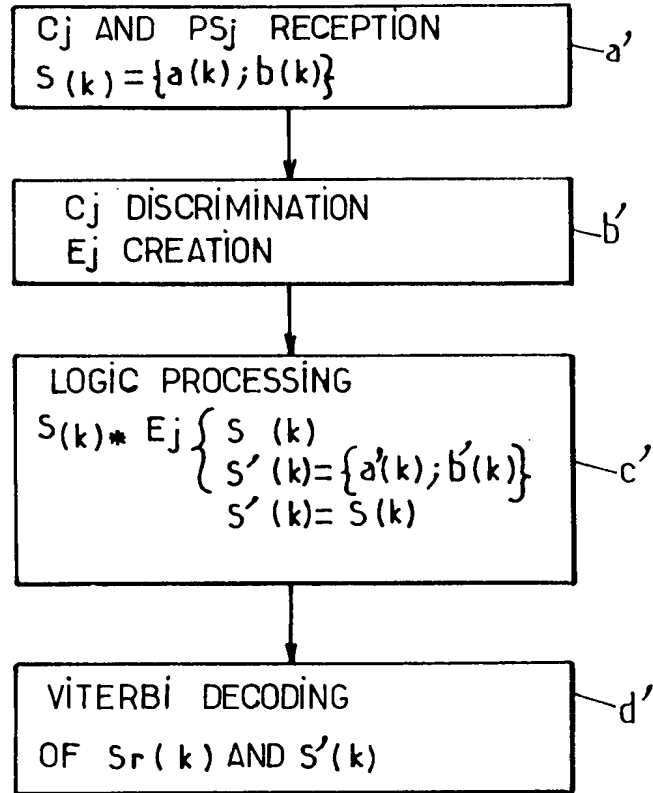 Cj AND PSj RECEPTION
S(k)={a(k);b(k)}
a'
Cj DISCRIMINATION
Ej CREATION
b'
LOGIC PROCESSING
S(k)* Ej { S (k)
S'(k)={a'(k);b'(k)}
S'(k)= S(k)
c'
VITERBI DECODING
OF Sr(k) AND S'(k)
d'